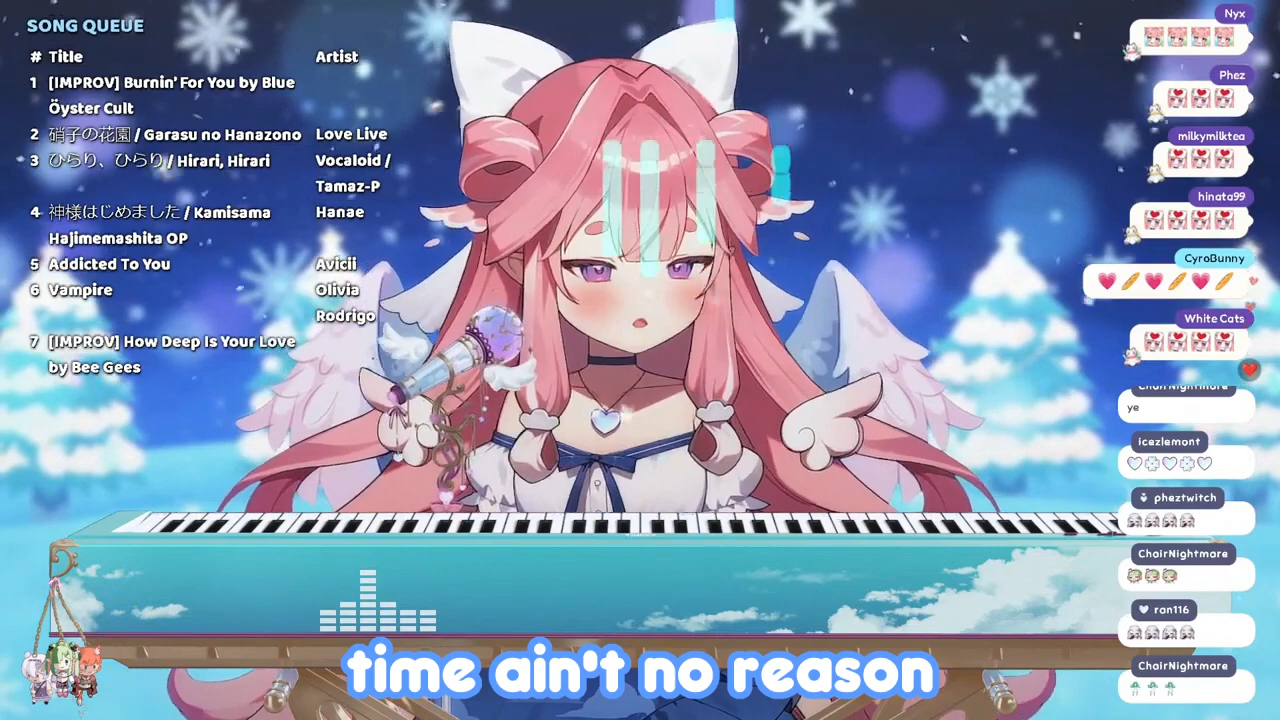 SONG QUEUE
# Title Artist
1 [IMPROV] Burnin' For You by Blue
Öyster Cult
2 硝子の花園 / Garasu no Hanazono Love Live
3 ひらり、ひらり / Hirari, Hirari Vocaloid /
Tamaz-P
4 神様はじめました / Kamisama Hanae
Hajimemashita OP
5 Addicted To You Avicii
6 Vampire Olivia
Rodrigo
7 [IMPROV] How Deep Is Your Love
by Bee Gees
Nyx
Phez
milkymilktea
hinata99
CyroBunny
White Cats
ChairNightmare
ye
icezlemont
pheztwitch
ChairNightmare
ran116
ChairNightmare
time ain't no reason